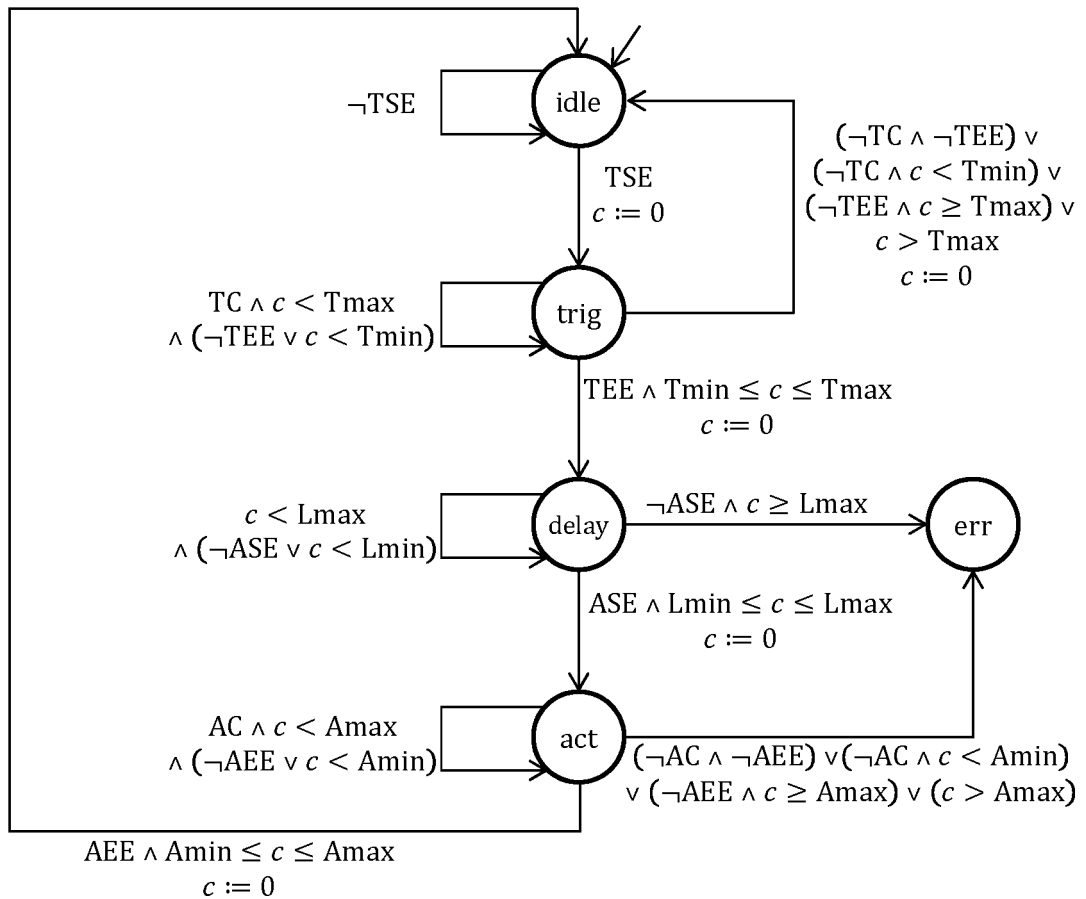 idle
¬TSE
(¬TC ∧ ¬TEE) ∨
(¬TC ∧ c < Tmin) ∨
(¬TEE ∧ c ≥ Tmax) ∨
c > Tmax
c := 0
TSE
c := 0
trig
TC ∧ c < Tmax
∧ (¬TEE ∨ c < Tmin)
TEE ∧ Tmin ≤ c ≤ Tmax
c := 0
delay
c < Lmax
∧ (¬ASE ∨ c < Lmin)
¬ASE ∧ c ≥ Lmax
err
ASE ∧ Lmin ≤ c ≤ Lmax
c := 0
act
AC ∧ c < Amax
∧ (¬AEE ∨ c < Amin)
(¬AC ∧ ¬AEE) ∨(¬AC ∧ c < Amin)
∨ (¬AEE ∧ c ≥ Amax) ∨ (c > Amax)
AEE ∧ Amin ≤ c ≤ Amax
c := 0